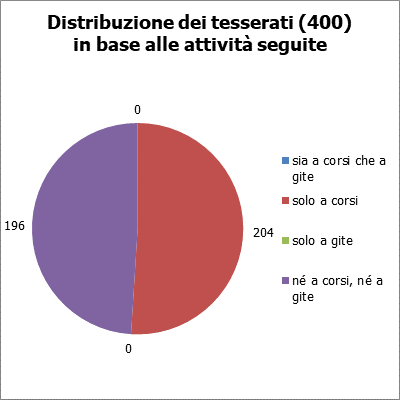 Distribuzione dei tesserati (400)
in base alle attività seguite
0
196
204
0
sia a corsi che a
gite
solo a corsi
solo a gite
né a corsi, né a
gite